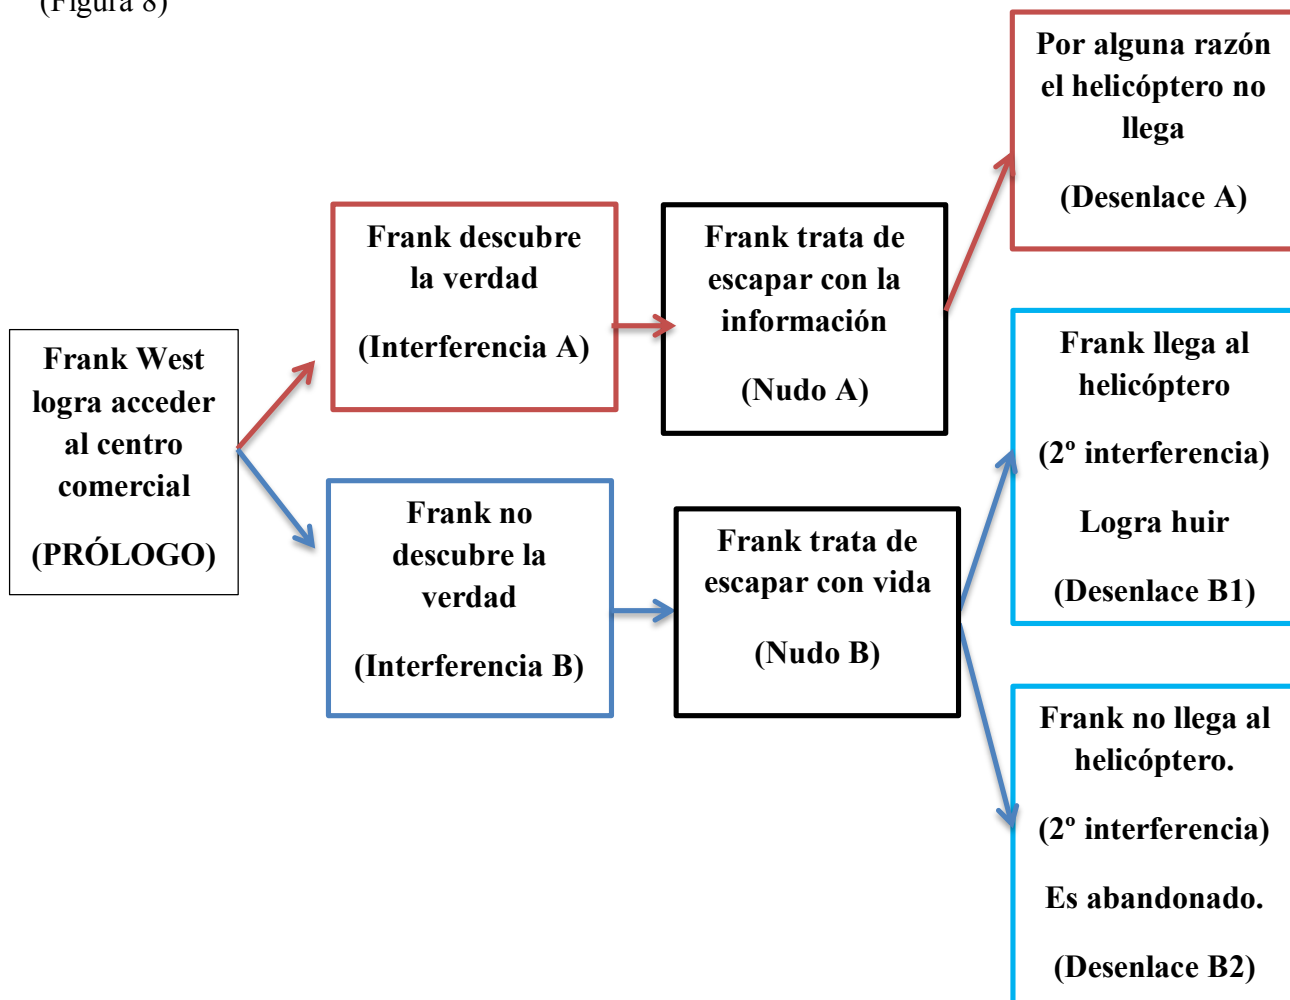 (Figura 8)
Frank West
logra acceder
al centro
comercial
(PRÓLOGO)
Frank descubre
la verdad
(Interferencia A)
Frank trata de
escapar con la
información
(Nudo A)
Por alguna razón
el helicóptero no
llega
(Desenlace A)
Frank no
descubre la
verdad
(Interferencia B)
Frank trata de
escapar con vida
(Nudo B)
Frank llega al
helicóptero
(2º interferencia)
Logra huir
(Desenlace B1)
Frank no llega al
helicóptero.
(2º interferencia)
Es abandonado.
(Desenlace B2)